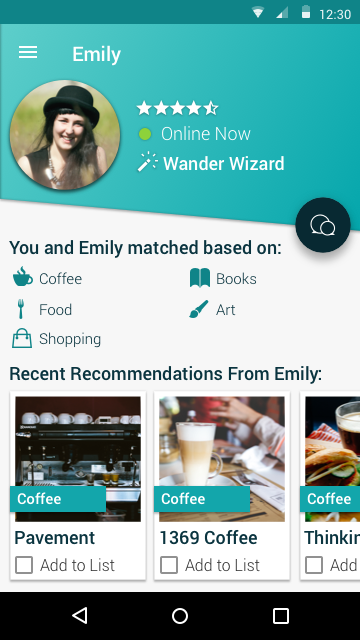 12:30
Emily
Online Now
Wander Wizard
You and Emily matched based on:
Coffee
Books
Food
Art
Shopping
Recent Recommendations From Emily:
Coffee
Coffee
Coffee
Pavement
1369 Coffee
Thinkin
Add to List
Add to List
Add